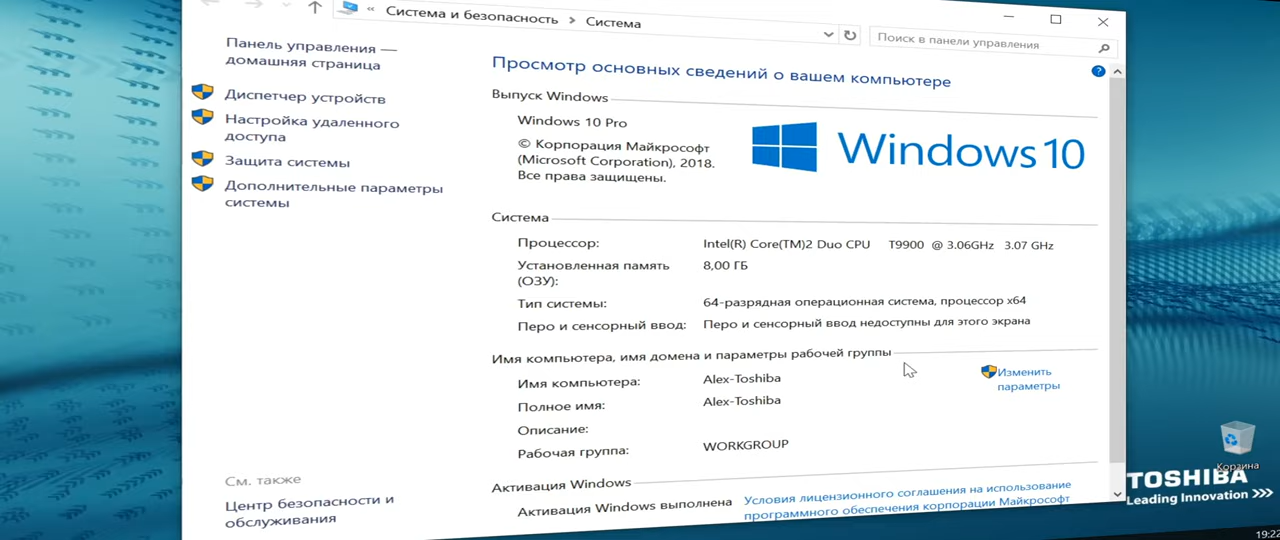 « Система и безопасность > Система
Поиск в панели управления
Панель управления —
домашняя страница
Диспетчер устройств
Настройка удаленного
доступа
Защита системы
Дополнительные параметры
системы
См. также
Центр безопасности и
обслуживания
Просмотр основных сведений о вашем компьютере
Выпуск Windows
Windows 10 Pro
© Корпорация Майкрософт
(Microsoft Corporation), 2018.
Все права защищены.
Windows 10
Система
Процессор: Intel(R) Core(TM)2 Duo CPU T9900 @ 3.06GHz 3.07 GHz
Установленная память
(ОЗУ): 8,00 ГБ
Тип системы: 64-разрядная операционная система, процессор x64
Перо и сенсорный ввод: Перо и сенсорный ввод недоступны для этого экрана
Имя компьютера, имя домена и параметры рабочей группы
Имя компьютера: Alex-Toshiba
Изменить
параметры
Полное имя: Alex-Toshiba
Описание:
Рабочая группа: WORKGROUP
Активация Windows
Активация Windows выполнена
Условия лицензионного соглашения на использование
программного обеспечения корпорации Майкрософт
Корзина
TOSHIBA
Leading Innovation >>>
19:22